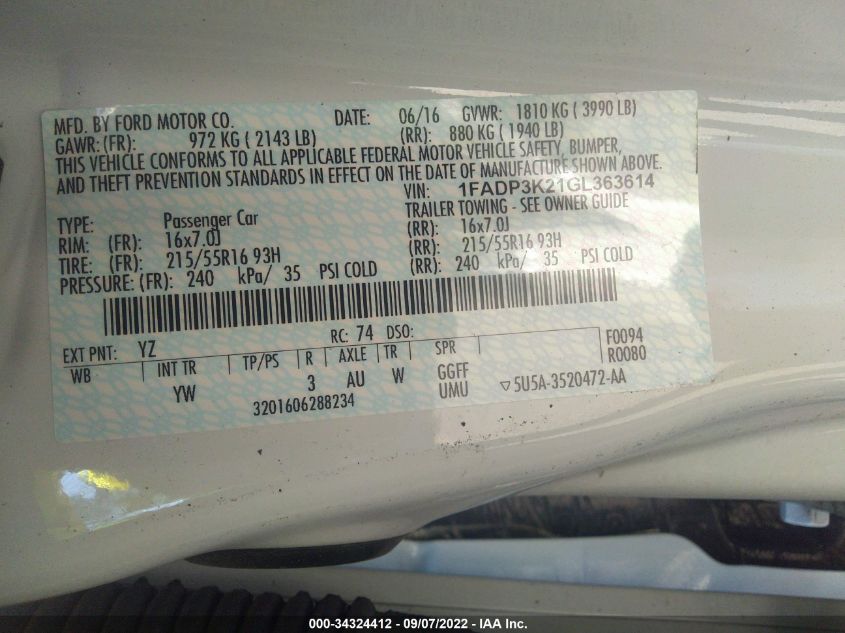 MFD. BY FORD MOTOR CO. DATE: 06/16 GVWR: 1810 KG ( 3990 LB)
GAWR: (FR): 972 KG ( 2143 LB) (RR): 880 KG ( 1940 LB)
THIS VEHICLE CONFORMS TO ALL APPLICABLE FEDERAL MOTOR VEHICLE SAFETY, BUMPER,
AND THEFT PREVENTION STANDARDS IN EFFECT ON THE DATE OF MANUFACTURE SHOWN ABOVE.
VIN: 1FADP3K21GL363614
TYPE: Passenger Car TRAILER TOWING - SEE OWNER GUIDE
RIM: (FR): 16x7.0J (RR): 16x7.0J
TIRE: (FR): 215/55R16 93H (RR): 215/55R16 93H
PRESSURE: (FR): 240 kPa/ 35 PSI COLD (RR): 240 kPa/ 35 PSI COLD
EXT PNT: YZ RC: 74 DSO: F0094
WB INT TR TP/PS R AXLE TR SPR R0080
YW 3 AU W GGFF
UMU ▽5U5A-3520472-AA
3201606288234
000-34324412 - 09/07/2022 - IAA Inc.